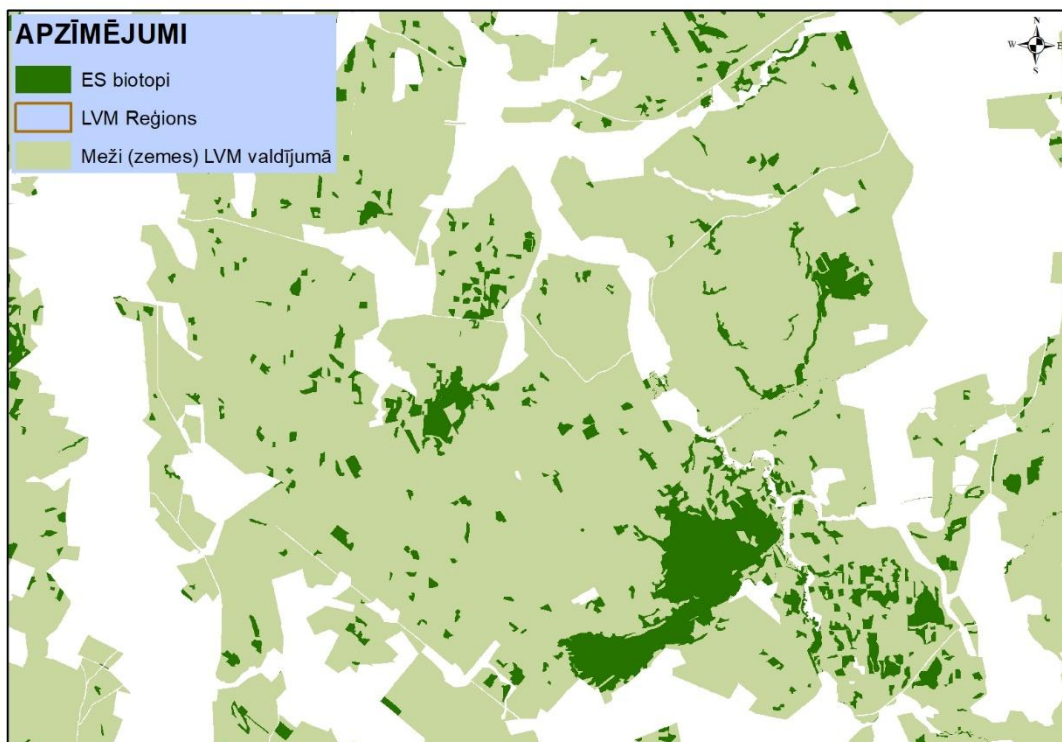 APZĪMĒJUMI
N
W E
S
ES biotopi
LVM Reģions
Meži (zemes) LVM valdījumā